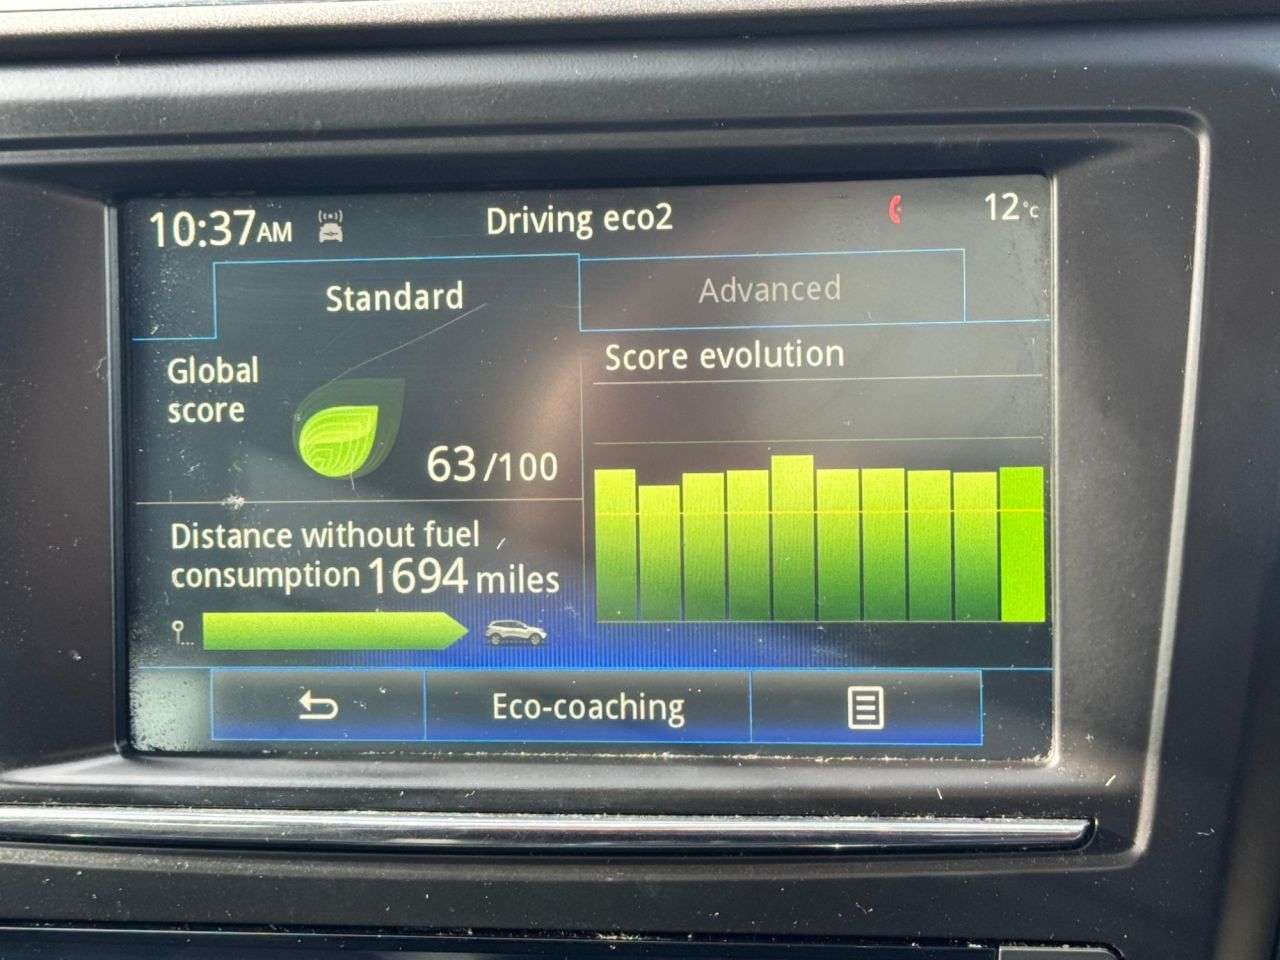 10:37AM Driving eco2 12°c
Standard Advanced
Global
score
63/100
Score evolution
Distance without fuel
consumption 1694 miles
Eco-coaching